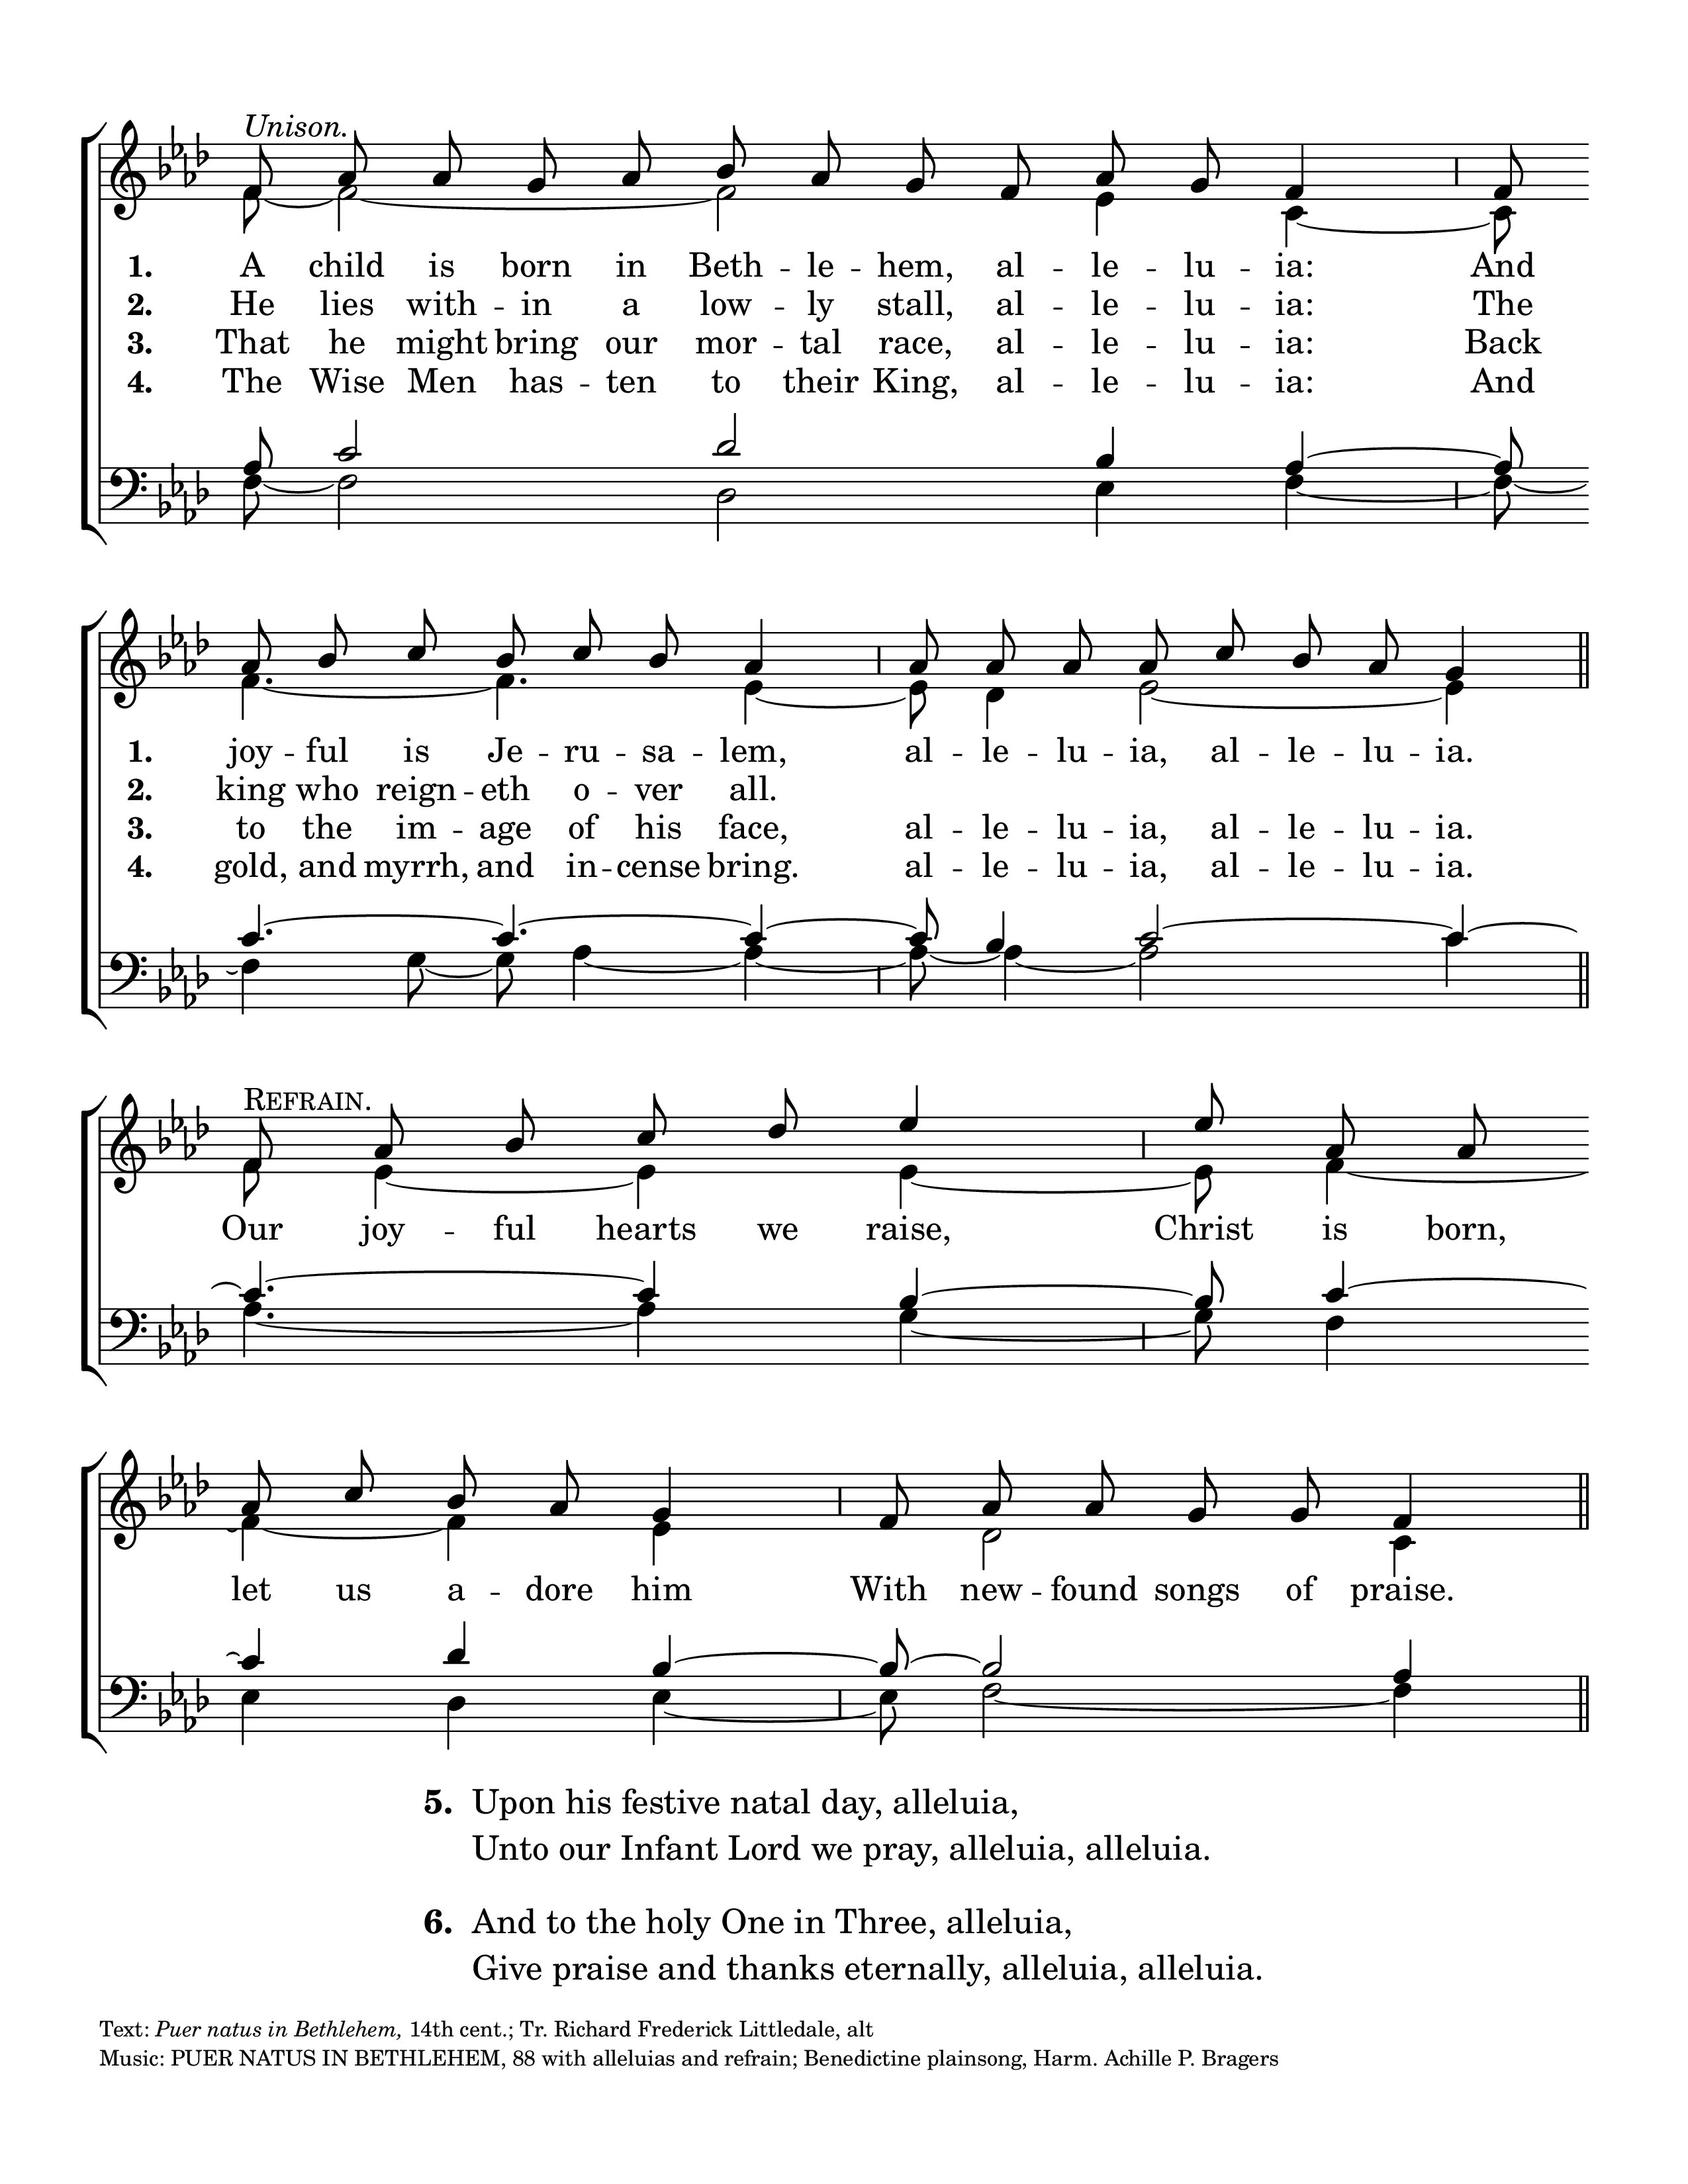 Unison.
1. A child is born in Beth - le - hem, al - le - lu - ia: And
2. He lies with - in a low - ly stall, al - le - lu - ia: The
3. That he might bring our mor - tal race, al - le - lu - ia: Back
4. The Wise Men has - ten to their King, al - le - lu - ia: And
1. joy - ful is Je - ru - sa - lem, al - le - lu - ia, al - le - lu - ia.
2. king who reign - eth o - ver all.
3. to the im - age of his face, al - le - lu - ia, al - le - lu - ia.
4. gold, and myrrh, and in - cense bring. al - le - lu - ia, al - le - lu - ia.
REFRAIN.
Our joy - ful hearts we raise, Christ is born,
let us a - dore him With new - found songs of praise.
5. Upon his festive natal day, alleluia,
Unto our Infant Lord we pray, alleluia, alleluia.
6. And to the holy One in Three, alleluia,
Give praise and thanks eternally, alleluia, alleluia.
Text: Puer natus in Bethlehem, 14th cent.; Tr. Richard Frederick Littledale, alt
Music: PUER NATUS IN BETHLEHEM, 88 with alleluias and refrain; Benedictine plainsong, Harm. Achille P. Bragers